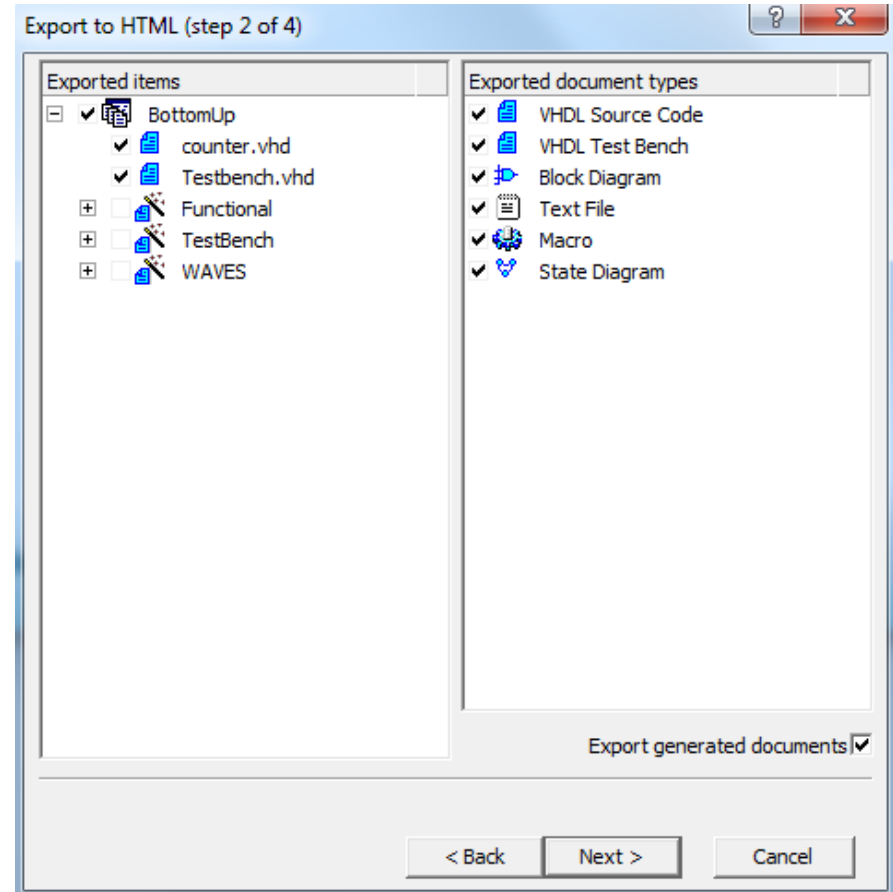 Export to HTML (step 2 of 4)
?
X
Exported items
BottomUp
counter.vhd
Testbench.vhd
Functional
TestBench
WAVES
Exported document types
VHDL Source Code
VHDL Test Bench
Block Diagram
Text File
Macro
State Diagram
Export generated documents
< Back
Next >
Cancel